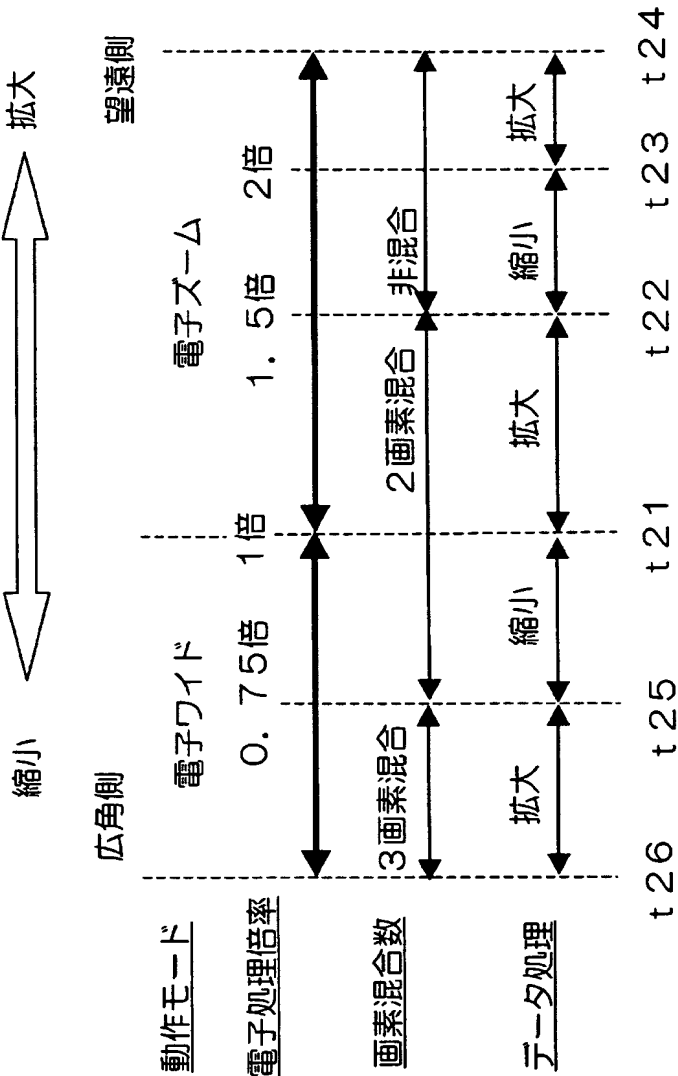 縮小 拡大
広角側 望遠側
動作モード 電子ワイド 電子ズーム
電子処理倍率 0.75倍 1倍 1.5倍 2倍
画素混合数 3画素混合 2画素混合 非混合
データ処理 拡大 縮小 拡大 縮小 拡大
t26 t25 t21 t22 t23 t24